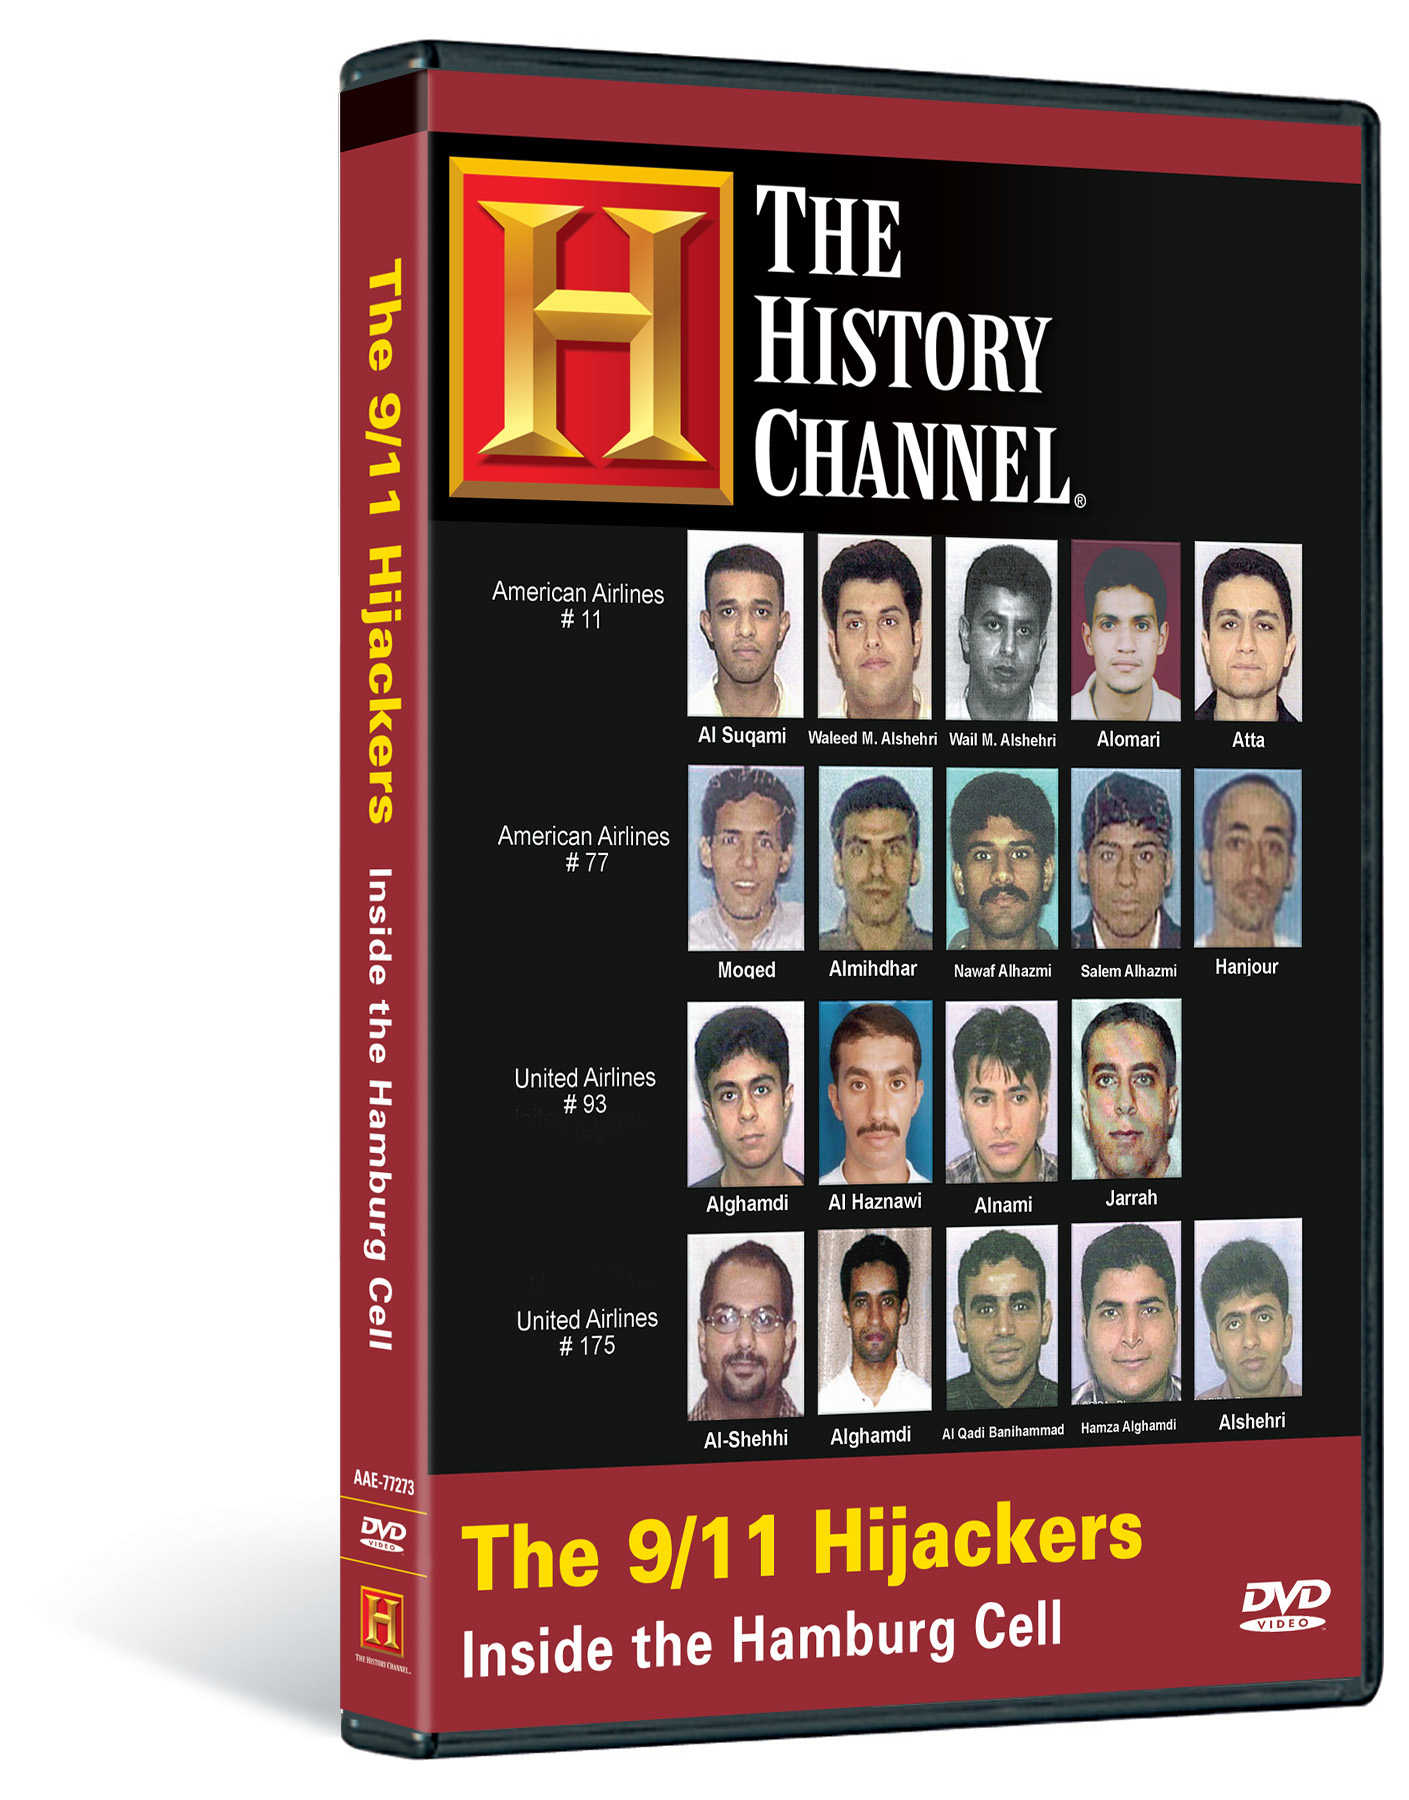 The 9/11 Hijackers Inside the Hamburg Cell
AAE-77273
DVD
VIDEO
H
THE HISTORY CHANNEL
H
THE
HISTORY
CHANNEL®
American Airlines
# 11
Al Suqami Waleed M. Alshehri Wail M. Alshehri Alomari Atta
American Airlines
# 77
Moqed Almihdhar Nawaf Alhazmi Salem Alhazmi Hanjour
United Airlines
# 93
Alghamdi Al Haznawi Alnami Jarrah
United Airlines
# 175
Al-Shehhi Alghamdi Al Qadi Banihammad Hamza Alghamdi Alshehri
The 9/11 Hijackers
Inside the Hamburg Cell
DVD
VIDEO